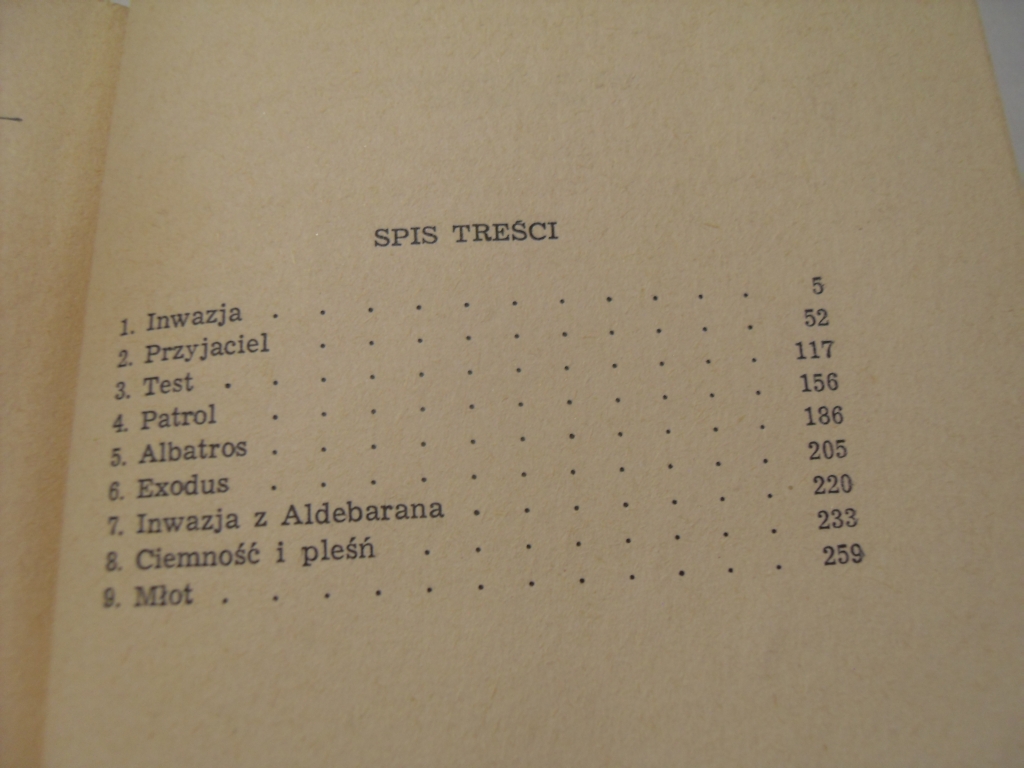 SPIS TREŚCI
1. Inwazja . . . . . . . . . . . 5
2. Przyjaciel . . . . . . . . . . 52
3. Test . . . . . . . . . . . . 117
4. Patrol . . . . . . . . . . . 156
5. Albatros . . . . . . . . . . . 186
6. Exodus . . . . . . . . . . . 205
7. Inwazja z Aldebarana . . . . . . . 220
8. Ciemność i pleśń . . . . . . . . 233
9. Młot . . . . . . . . . . . . 259